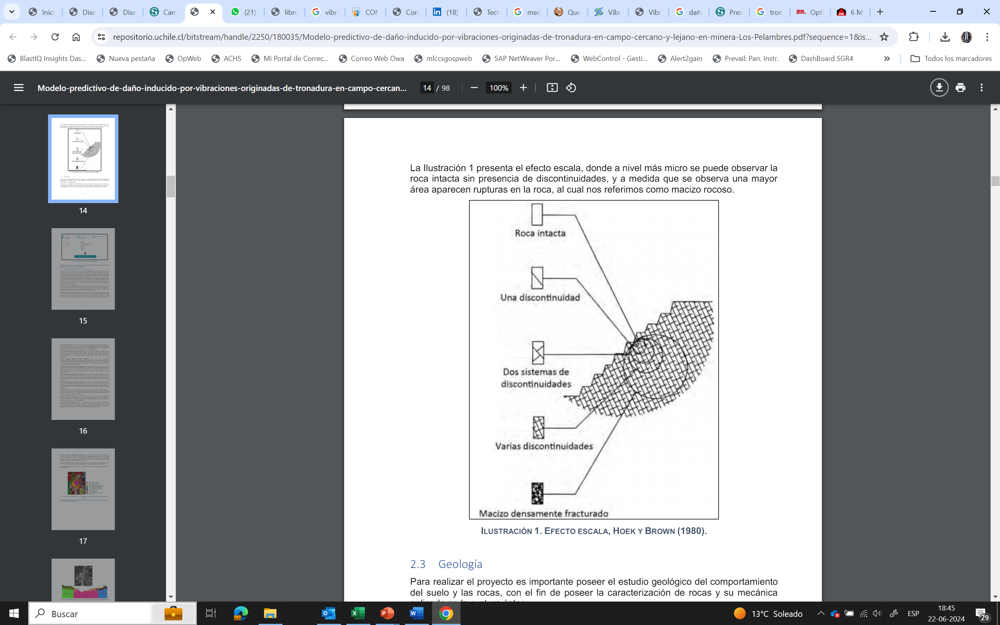 Inici
Dise
Dise
Cam
(21)
libro
vibra
CON
Con
(18)
Tecn
med
Que
Vibr
Vibr
daño
Pres
tron
Opti
6 M
repositorio.uchile.cl/bitstream/handle/2250/180035/Modelo-predictivo-de-daño-inducido-por-vibraciones-originadas-de-tronadura-en-campo-cercano-y-lejano-en-minera-Los-Pelambres.pdf?sequence=1&is...
BlastIQ Insights Das...
Nueva pestaña
OpWeb
ACHS
Mi Portal de Correc...
Correo Web Owa
mlccsgospweb
SAP NetWeaver Por...
WebControl - Gesti...
Alert2gain
Prevail: Pan. Instr.
DashBoard SGR4
Todos los marcadores
Modelo-predictivo-de-daño-inducido-por-vibraciones-originadas-de-tronadura-en-campo-cercan...
14 / 98
100%
14
15
16
17
La Ilustración 1 presenta el efecto escala, donde a nivel más micro se puede observar la
roca intacta sin presencia de discontinuidades, y a medida que se observa una mayor
área aparecen rupturas en la roca, al cual nos referimos como macizo rocoso.
Roca intacta
Una discontinuidad
Dos sistemas de
discontinuidades
Varias discontinuidades
Macizo densamente fracturado
ILUSTRACIÓN 1. EFECTO ESCALA, HOEK Y BROWN (1980).
2.3 Geología
Para realizar el proyecto es importante poseer el estudio geológico del comportamiento
del suelo y las rocas, con el fin de poseer la caracterización de rocas y su mecánica
Buscar
13°C Soleado
ESP
18:45
22-06-2024
29